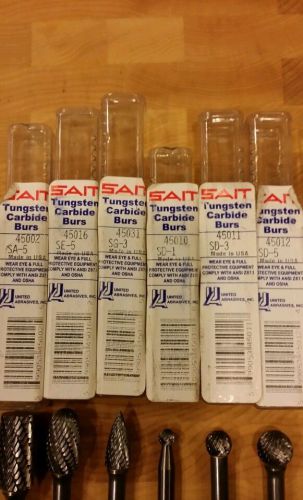 SAIT
Tungsten
Carbide
Burs
45002
SA-5
Made in USA
WEAR EYE & FULL
PROTECTIVE EQUIPMENT
COMPLY WITH ANSI
AND OSHA
UNITED
ABRASIVES, INC.
SAIT
Tungsten
Carbide
Burs
45016
SE-5
Made in USA
WEAR EYE & FULL
PROTECTIVE EQUIPMENT
COMPLY WITH ANSI Z87.1
AND OSHA
UNITED
ABRASIVES, INC.
SAIT
Tungsten
Carbide
Burs
45031
SG-3
Made in USA
WEAR EYE & FULL
PROTECTIVE EQUIPMENT
COMPLY WITH ANSI Z87.1
AND OSHA
UNITED
ABRASIVES, INC.
SAIT
Tungsten
Carbide
Burs
45010
SD-1
Made in USA
WEAR EYE & FULL
PROTECTIVE EQUIPMENT
COMPLY WITH ANSI
AND OSHA
UNITED
ABRASIVES, INC.
SAIT
Tungsten
Carbide
Burs
45011
SD-3
Made in USA
WEAR EYE & FULL
PROTECTIVE EQUIPMENT
COMPLY WITH ANSI Z87.1
AND OSHA
UNITED
ABRASIVES, INC.
SAIT
Tungsten
Carbide
Burs
45012
SD-5
Made in USA
WEAR EYE & FULL
PROTECTIVE EQUIPMENT
COMPLY WITH ANSI
AND OSHA
UNITED
ABRASIVES, INC.